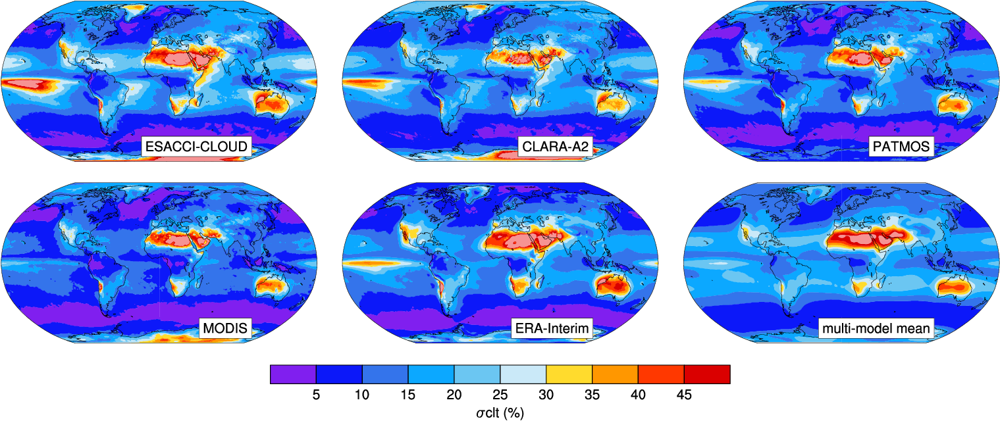 ESACCI-CLOUD
CLARA-A2
PATMOS
MODIS
ERA-Interim
multi-model mean
5 10 15 20 25 30 35 40 45
σclt (%)